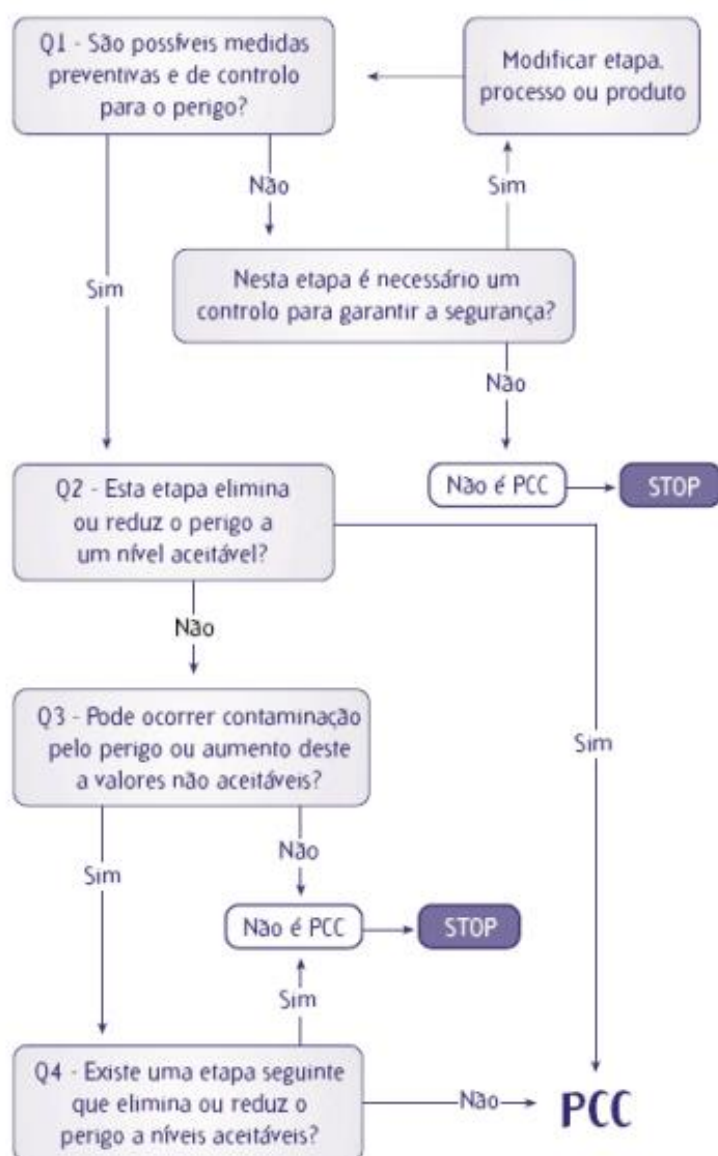 Q1 - São possíveis medidas
preventivas e de controlo
para o perigo?
Modificar etapa,
processo ou produto
Não
Sim
Sim
Nesta etapa é necessário um
controlo para garantir a segurança?
Não
Não é PCC
STOP
Q2 - Esta etapa elimina
ou reduz o perigo a
um nível aceitável?
Não
Q3 - Pode ocorrer contaminação
pelo perigo ou aumento deste
a valores não aceitáveis?
Sim
Não
Sim
Não é PCC
STOP
Sim
Q4 - Existe uma etapa seguinte
que elimina ou reduz o
perigo a níveis aceitáveis?
Não
PCC